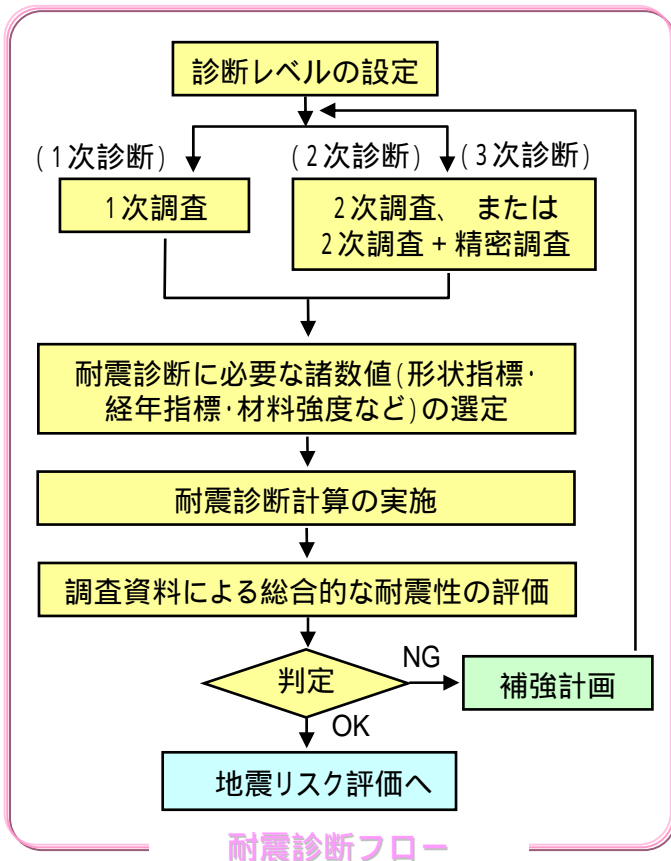 診断レベルの設定
(1次診断)
(2次診断)
(3次診断)
1次調査
2次調査、 または
2次調査+精密調査
耐震診断に必要な諸数値(形状指標・
経年指標・材料強度など)の選定
耐震診断計算の実施
調査資料による総合的な耐震性の評価
判定
NG
補強計画
OK
地震リスク評価へ
耐震診断フロー